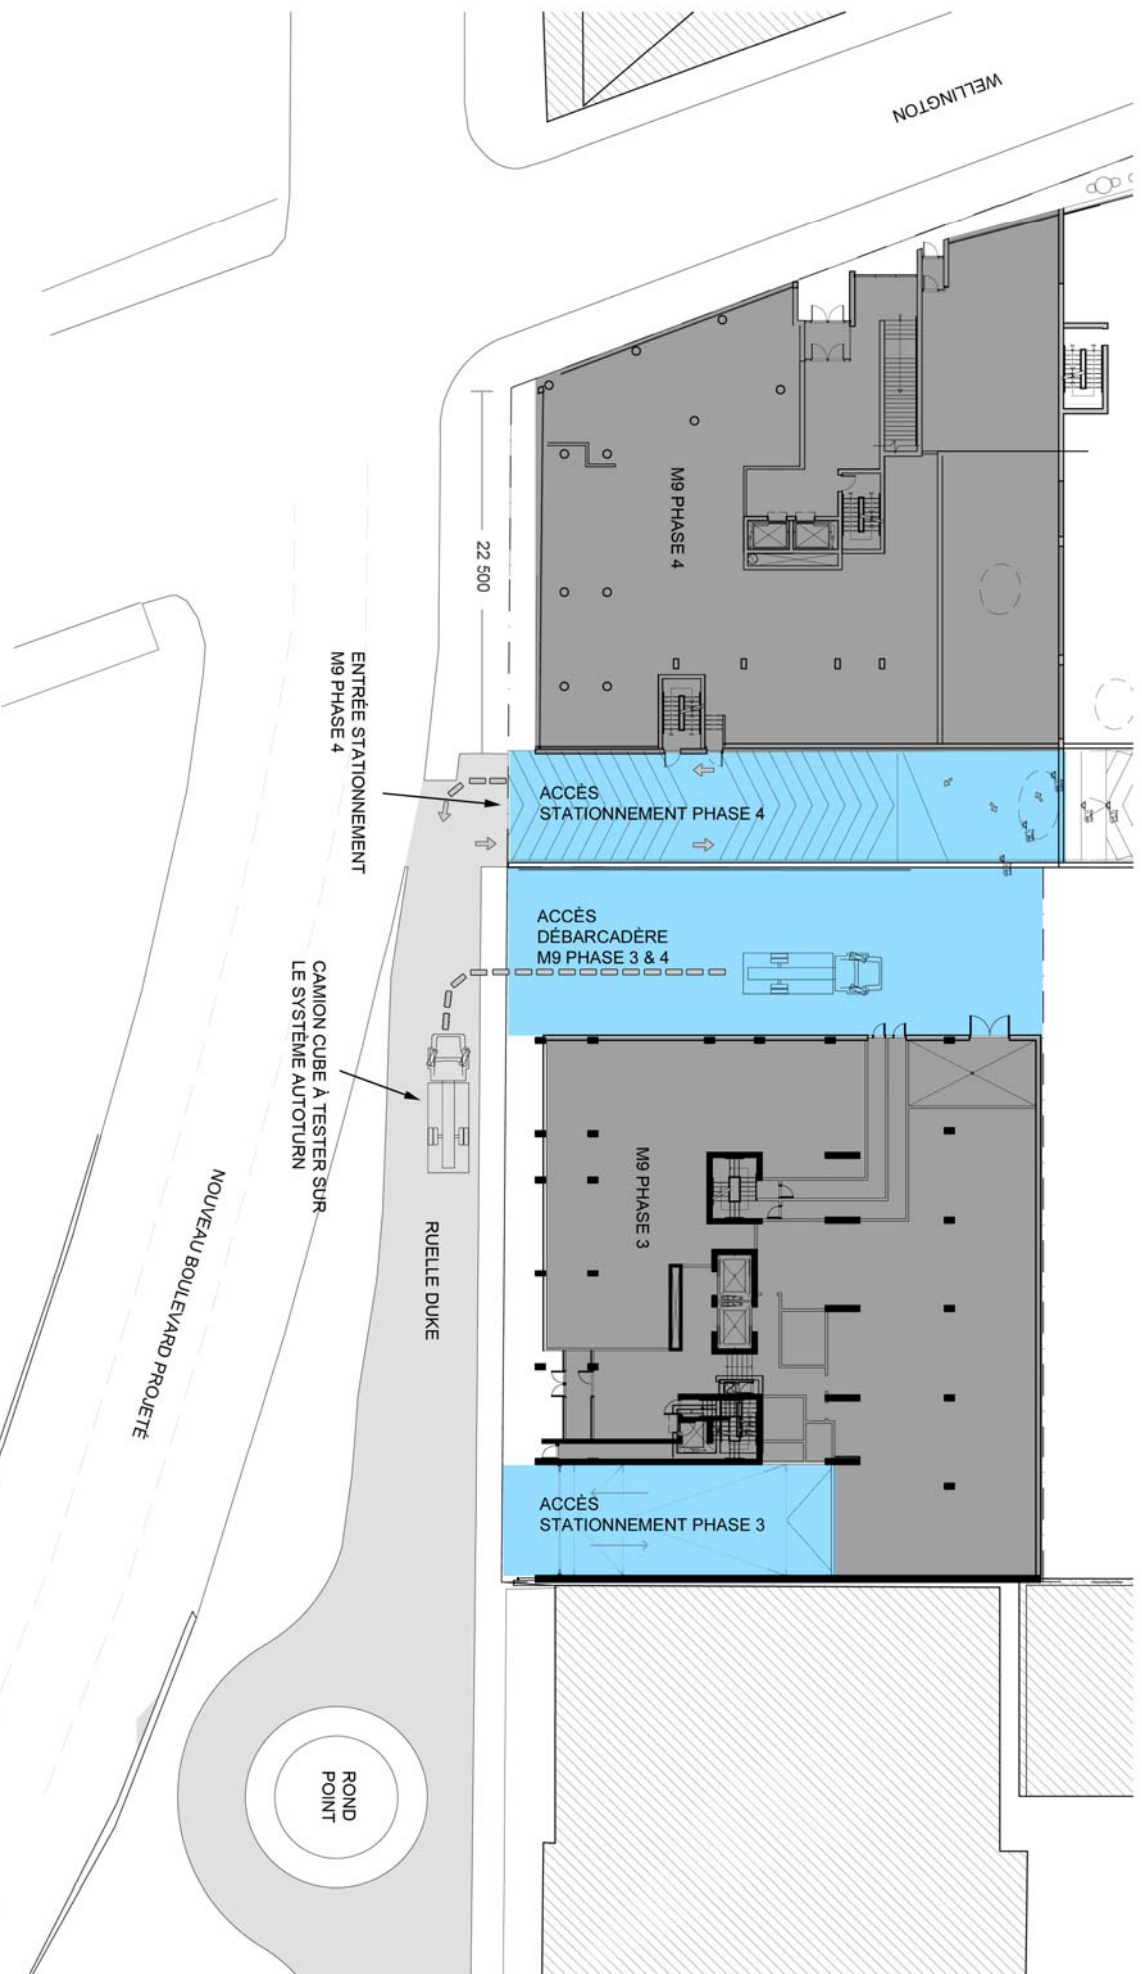 WELLINGTON
M9 PHASE 4
22 500
ENTRÉE STATIONNEMENT
M9 PHASE 4
ACCÈS
STATIONNEMENT PHASE 4
ACCÈS
DÉBARCADÈRE
M9 PHASE 3 & 4
CAMION CUBE À TESTER SUR
LE SYSTÈME AUTOTURN
M9 PHASE 3
RUELLE DUKE
NOUVEAU BOULEVARD PROJETÉ
ACCÈS
STATIONNEMENT PHASE 3
ROND
POINT